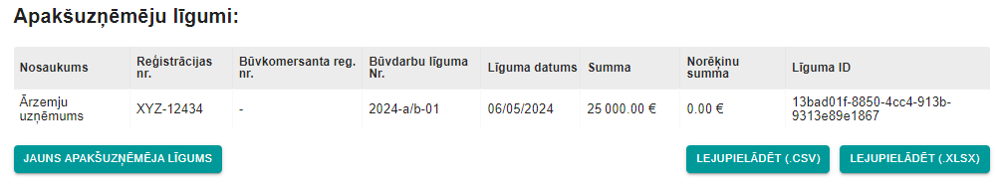 Apakšuzņēmēju līgumi:
Nosaukums Reģistrācijas nr. Būvkomersanta reg. nr. Būvdarbu līguma Nr. Līguma datums Summa Norēķinu summa Līguma ID
Ārzemju uzņēmums XYZ-12434 - 2024-a/b-01 06/05/2024 25 000.00 € 0.00 € 13bad01f-8850-4cc4-913b-9313e89e1867
JAUNS APAKŠUZŅĒMĒJA LĪGUMS LEJUPIELĀDĒT (.CSV) LEJUPIELĀDĒT (.XLSX)